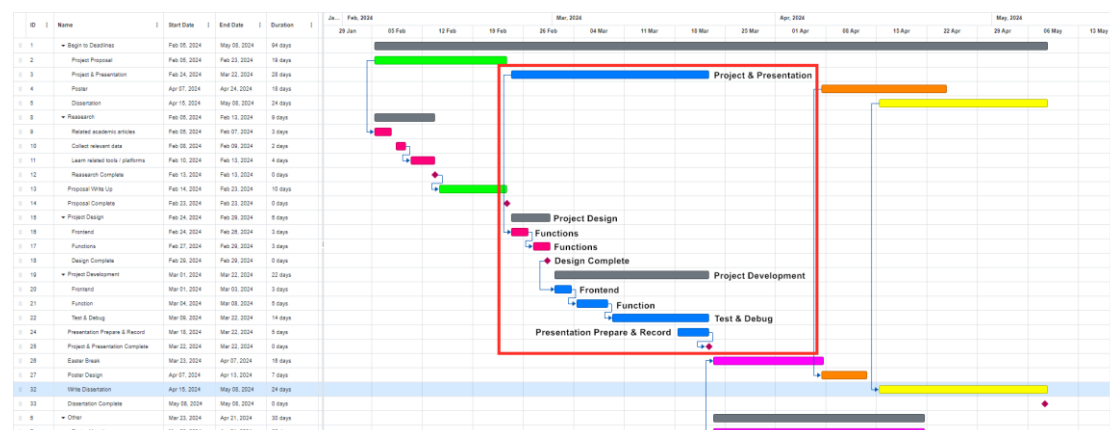 Ja... Feb, 2024 Mar, 2024 Apr, 2024 May, 2024
ID Name Start Date End Date Duration 29 Jan 05 Feb 12 Feb 19 Feb 26 Feb 04 Mar 11 Mar 18 Mar 25 Mar 01 Apr 08 Apr 15 Apr 22 Apr 29 Apr 06 May 13 May
1 Begin to Deadlines Feb 05, 2024 May 08, 2024 94 days
2 Project Proposal Feb 05, 2024 Feb 23, 2024 19 days
3 Project & Presentation Feb 24, 2024 Mar 22, 2024 28 days Project & Presentation
4 Poster Apr 07, 2024 Apr 24, 2024 18 days
5 Dissertation Apr 15, 2024 May 08, 2024 24 days
8 Reasearch Feb 05, 2024 Feb 13, 2024 9 days
9 Related academic articles Feb 05, 2024 Feb 07, 2024 3 days
10 Collect relevant data Feb 08, 2024 Feb 09, 2024 2 days
11 Learn related tools / platforms Feb 10, 2024 Feb 13, 2024 4 days
12 Reasearch Complete Feb 13, 2024 Feb 13, 2024 0 days
13 Proposal Write Up Feb 14, 2024 Feb 23, 2024 10 days
14 Proposal Complete Feb 23, 2024 Feb 23, 2024 0 days
15 Project Design Feb 24, 2024 Feb 29, 2024 6 days Project Design
16 Frontend Feb 24, 2024 Feb 26, 2024 3 days Functions
17 Functions Feb 27, 2024 Feb 29, 2024 3 days Functions
18 Design Complete Feb 29, 2024 Feb 29, 2024 0 days Design Complete
19 Project Development Mar 01, 2024 Mar 22, 2024 22 days Project Development
20 Frontend Mar 01, 2024 Mar 03, 2024 3 days Frontend
21 Function Mar 04, 2024 Mar 08, 2024 5 days Function
22 Test & Debug Mar 09, 2024 Mar 22, 2024 14 days Test & Debug
24 Presentation Prepare & Record Mar 18, 2024 Mar 22, 2024 5 days Presentation Prepare & Record
25 Project & Presentation Complete Mar 22, 2024 Mar 22, 2024 0 days
26 Easter Break Mar 23, 2024 Apr 07, 2024 16 days
27 Poster Design Apr 07, 2024 Apr 13, 2024 7 days
32 Write Dissertation Apr 15, 2024 May 08, 2024 24 days
33 Dissertation Complete May 08, 2024 May 08, 2024 0 days
6 Other Mar 23, 2024 Apr 21, 2024 30 days